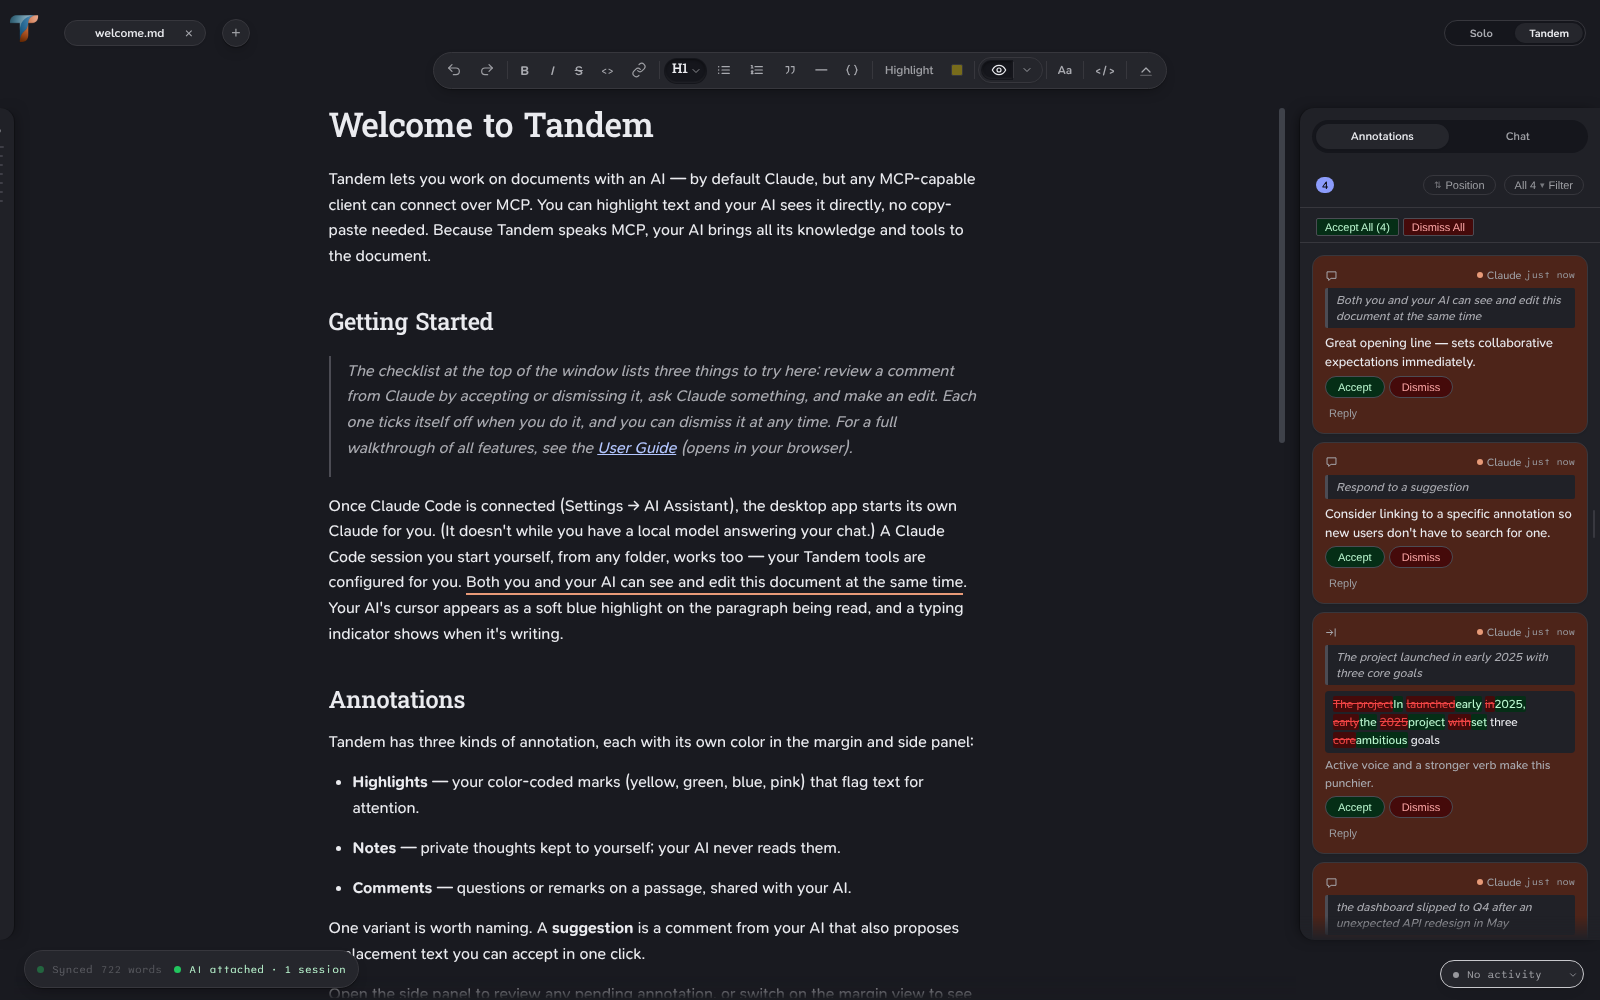 welcome.md
Solo
Tandem
B
I
S
<>
H1
Highlight
Aa
</>
Welcome to Tandem
Tandem lets you work on documents with an AI — by default Claude, but any MCP-capable
client can connect over MCP. You can highlight text and your AI sees it directly, no copy-
paste needed. Because Tandem speaks MCP, your AI brings all its knowledge and tools to
the document.
Getting Started
The checklist at the top of the window lists three things to try here: review a comment
from Claude by accepting or dismissing it, ask Claude something, and make an edit. Each
one ticks itself off when you do it, and you can dismiss it at any time. For a full
walkthrough of all features, see the User Guide (opens in your browser).
Once Claude Code is connected (Settings → AI Assistant), the desktop app starts its own
Claude for you. (It doesn't while you have a local model answering your chat.) A Claude
Code session you start yourself, from any folder, works too — your Tandem tools are
configured for you. Both you and your AI can see and edit this document at the same time.
Your AI's cursor appears as a soft blue highlight on the paragraph being read, and a typing
indicator shows when it's writing.
Annotations
Tandem has three kinds of annotation, each with its own color in the margin and side panel:
• Highlights — your color-coded marks (yellow, green, blue, pink) that flag text for
attention.
• Notes — private thoughts kept to yourself; your AI never reads them.
• Comments — questions or remarks on a passage, shared with your AI.
One variant is worth naming. A suggestion is a comment from your AI that also proposes
placement text you can accept in one click.
Open the side panel to review any pending annotation, or switch on the margin view to see
Synced 722 words
AI attached · 1 session
Annotations
Chat
4
Position
All 4 ▾ Filter
Accept All (4)
Dismiss All
Claude just now
Both you and your AI can see and edit this
document at the same time
Great opening line — sets collaborative
expectations immediately.
Accept
Dismiss
Reply
Claude just now
Respond to a suggestion
Consider linking to a specific annotation so
new users don't have to search for one.
Accept
Dismiss
Reply
Claude just now
The project launched in early 2025 with
three core goals
The projectIn launchedearly in2025,
earlythe 2025project withset three
coreambitious goals
Active voice and a stronger verb make this
punchier.
Accept
Dismiss
Reply
Claude just now
the dashboard slipped to Q4 after an
unexpected API redesign in May
No activity